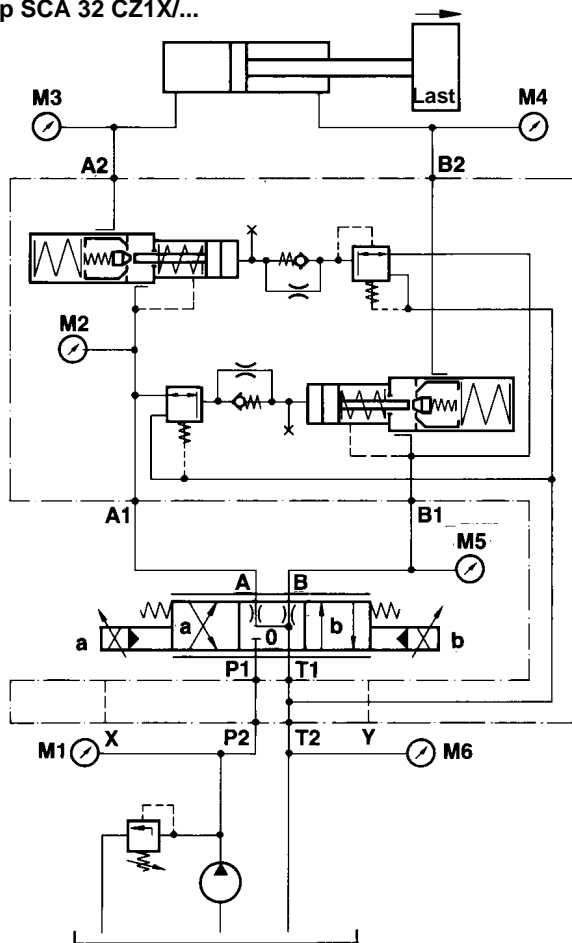 p SCA 32 CZ1X/...
Last
M3
M4
A2
B2
M2
A1
B1
M5
A B
a
a
0
b
b
P1 T1
X
P2 T2
Y
M1
M6